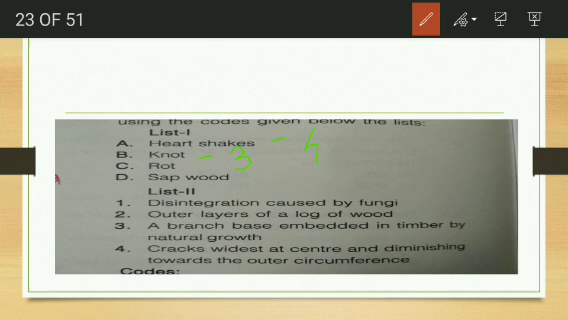 23 OF 51
using the codes given below the lists:
List-I
A. Heart shakes - 4
B. Knot - 3
C. Rot
D. Sap wood
List-II
1. Disintegration caused by fungi
2. Outer layers of a log of wood
3. A branch base embedded in timber by
natural growth
4. Cracks widest at centre and diminishing
towards the outer circumference
Codes: